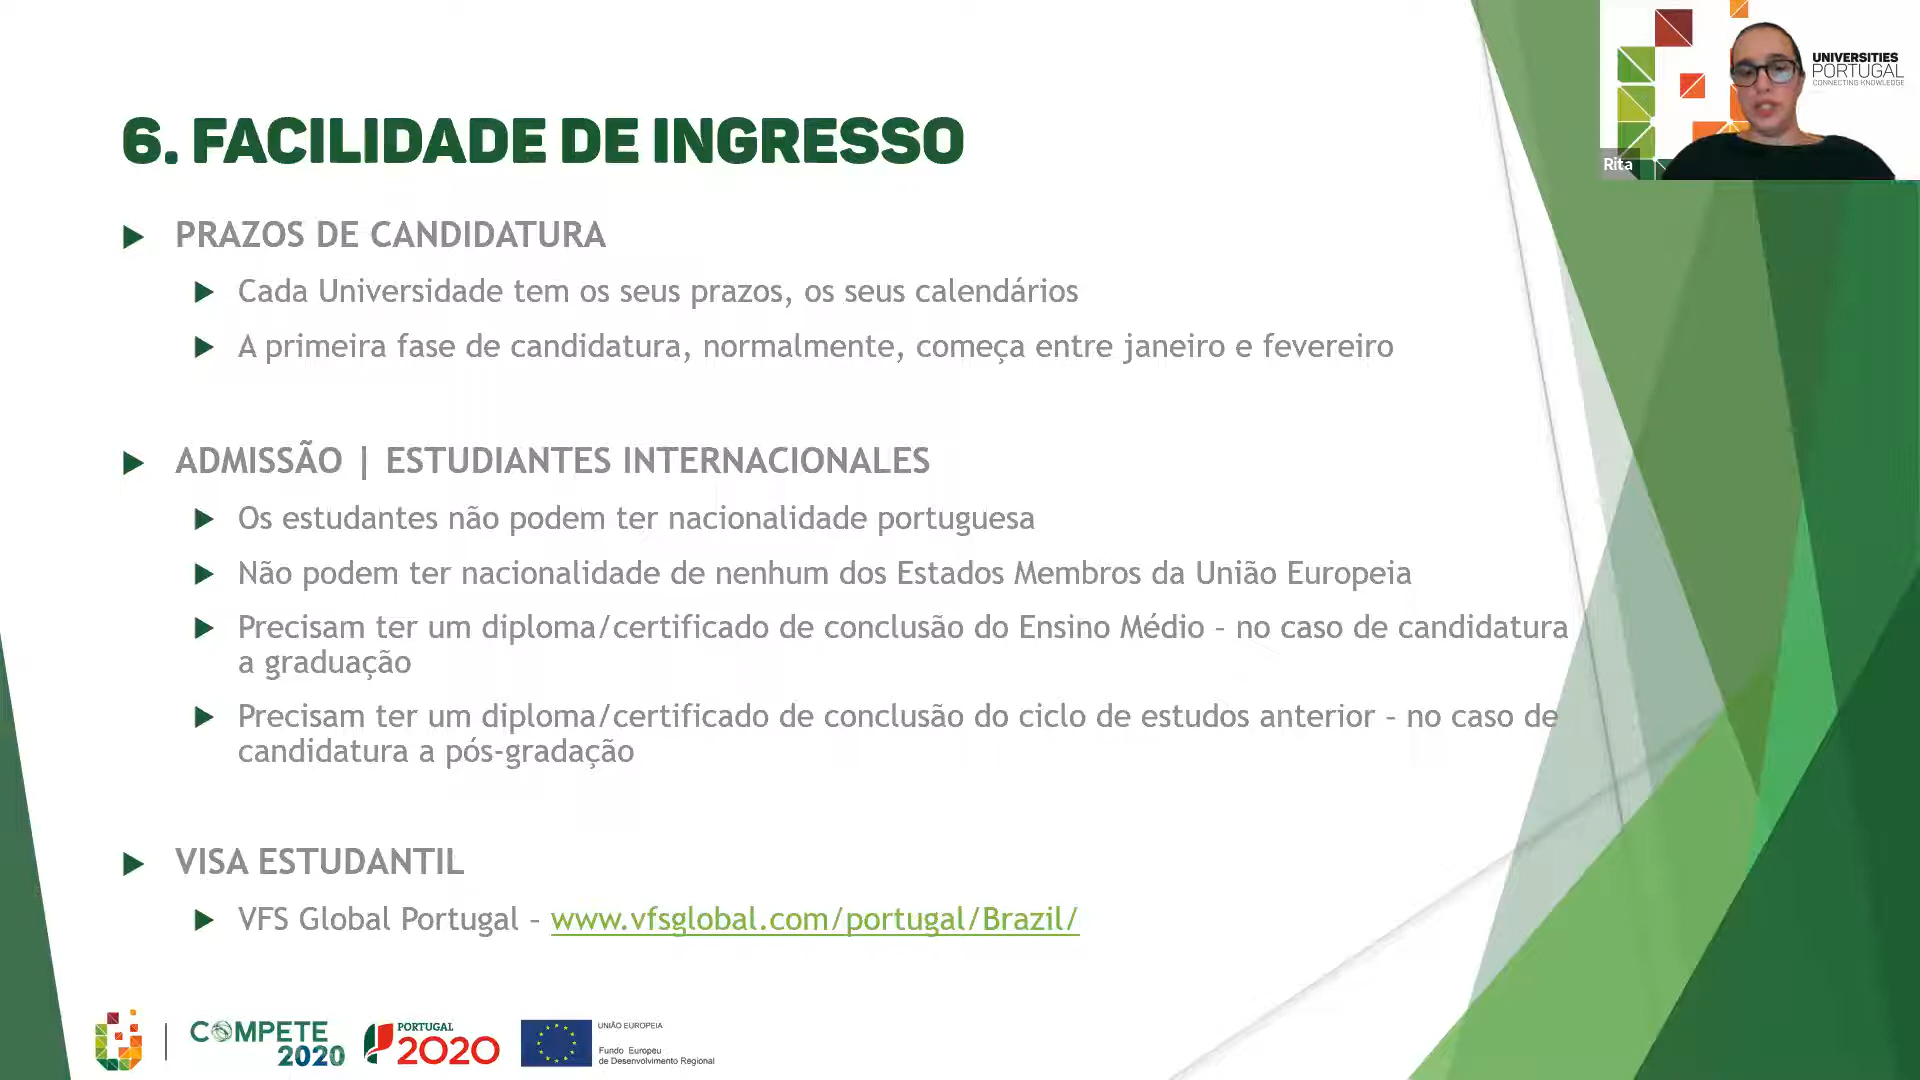 6. FACILIDADE DE INGRESSO
PRAZOS DE CANDIDATURA
Cada Universidade tem os seus prazos, os seus calendários
A primeira fase de candidatura, normalmente, começa entre janeiro e fevereiro
ADMISSÃO | ESTUDIANTES INTERNACIONALES
Os estudantes não podem ter nacionalidade portuguesa
Não podem ter nacionalidade de nenhum dos Estados Membros da União Europeia
Precisam ter um diploma/certificado de conclusão do Ensino Médio – no caso de candidatura
a graduação
Precisam ter um diploma/certificado de conclusão do ciclo de estudos anterior – no caso de
candidatura a pós-gradação
VISA ESTUDANTIL
VFS Global Portugal – www.vfsglobal.com/portugal/Brazil/
UNIVERSITIES
PORTUGAL
CONNECTING KNOWLEDGE
Rita
COMPETE
2020
PORTUGAL
2020
UNIÃO EUROPEIA
Fundo Europeu
de Desenvolvimento Regional